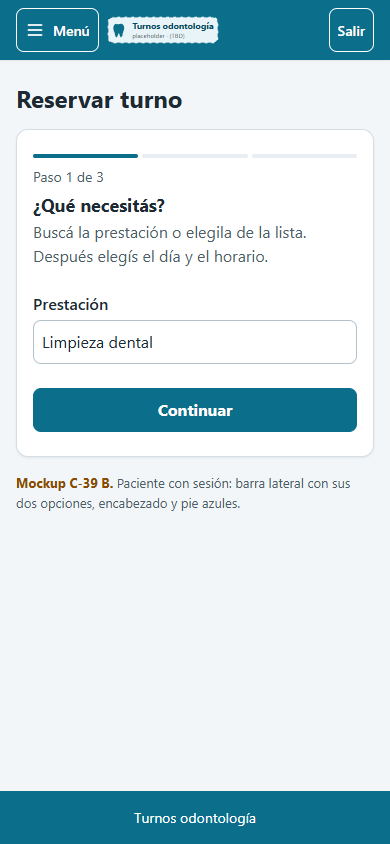 Menú
Turnos odontología
placeholder · (TBD)
Salir
Reservar turno
Paso 1 de 3
¿Qué necesitás?
Buscá la prestación o elegila de la lista.
Después elegís el día y el horario.
Prestación
Limpieza dental
Continuar
Mockup C-39 B. Paciente con sesión: barra lateral con sus
dos opciones, encabezado y pie azules.
Turnos odontología